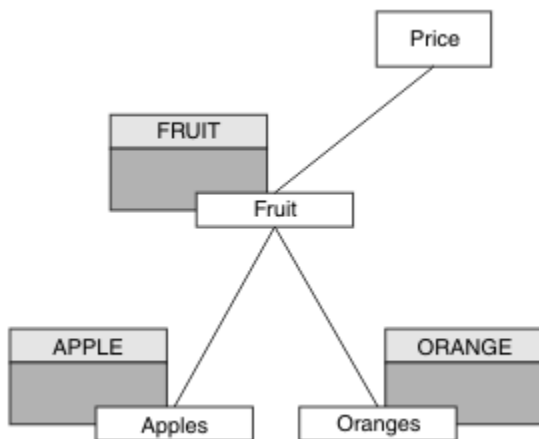 Price
FRUIT
Fruit
APPLE
ORANGE
Apples
Oranges